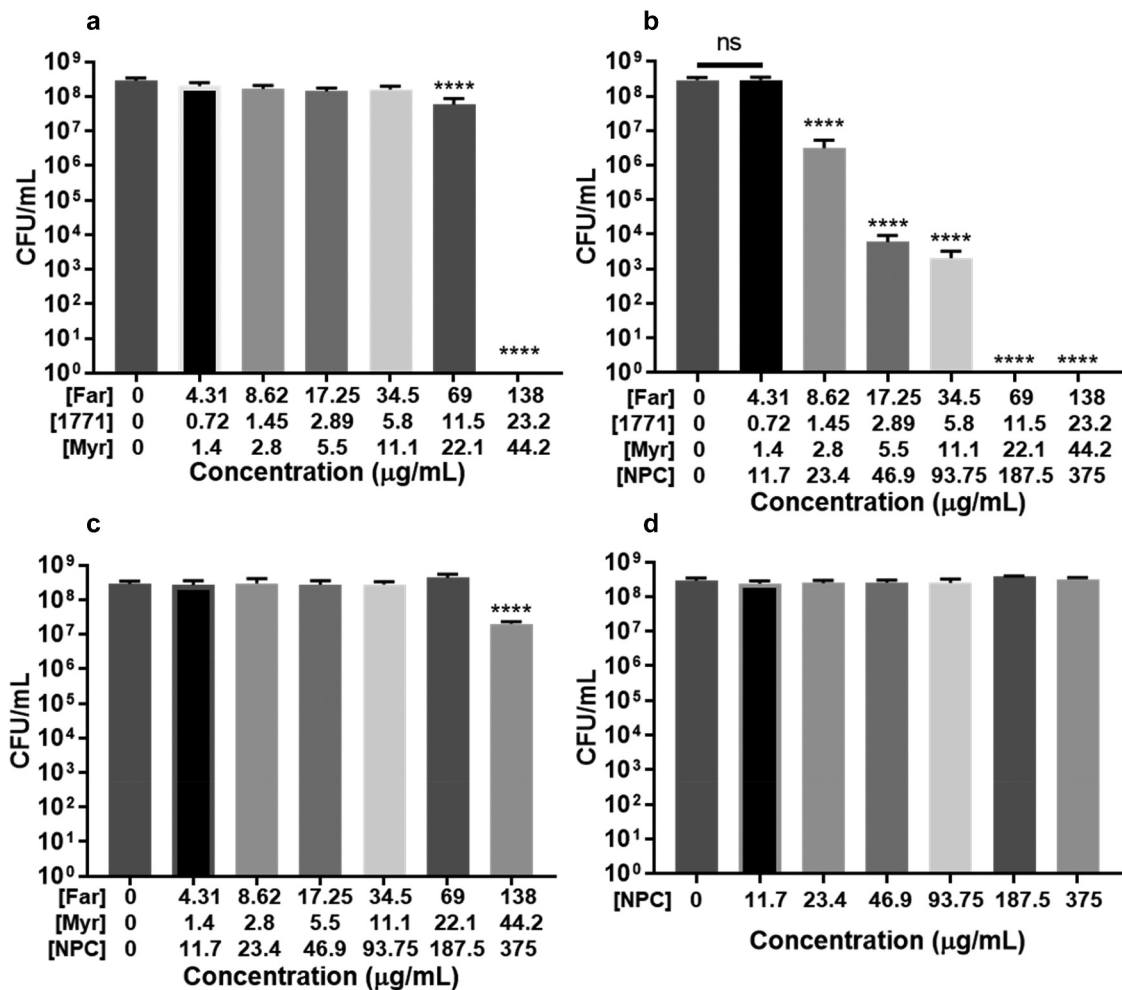 a
10⁹
10⁸
10⁷
10⁶
10⁵
10⁴
10³
10²
10¹
10⁰
CFU/mL
****
****
[Far] 0 4.31 8.62 17.25 34.5 69 138
[1771] 0 0.72 1.45 2.89 5.8 11.5 23.2
[Myr] 0 1.4 2.8 5.5 11.1 22.1 44.2
Concentration (μg/mL)
b
10⁹
10⁸
10⁷
10⁶
10⁵
10⁴
10³
10²
10¹
10⁰
CFU/mL
ns
****
**** ****
**** ****
[Far] 0 4.31 8.62 17.25 34.5 69 138
[1771] 0 0.72 1.45 2.89 5.8 11.5 23.2
[Myr] 0 1.4 2.8 5.5 11.1 22.1 44.2
[NPC] 0 11.7 23.4 46.9 93.75 187.5 375
Concentration (μg/mL)
c
10⁹
10⁸
10⁷
10⁶
10⁵
10⁴
10³
10²
10¹
10⁰
CFU/mL
****
[Far] 0 4.31 8.62 17.25 34.5 69 138
[Myr] 0 1.4 2.8 5.5 11.1 22.1 44.2
[NPC] 0 11.7 23.4 46.9 93.75 187.5 375
Concentration (μg/mL)
d
10⁹
10⁸
10⁷
10⁶
10⁵
10⁴
10³
10²
10¹
10⁰
CFU/mL
[NPC] 0 11.7 23.4 46.9 93.75 187.5 375
Concentration (μg/mL)